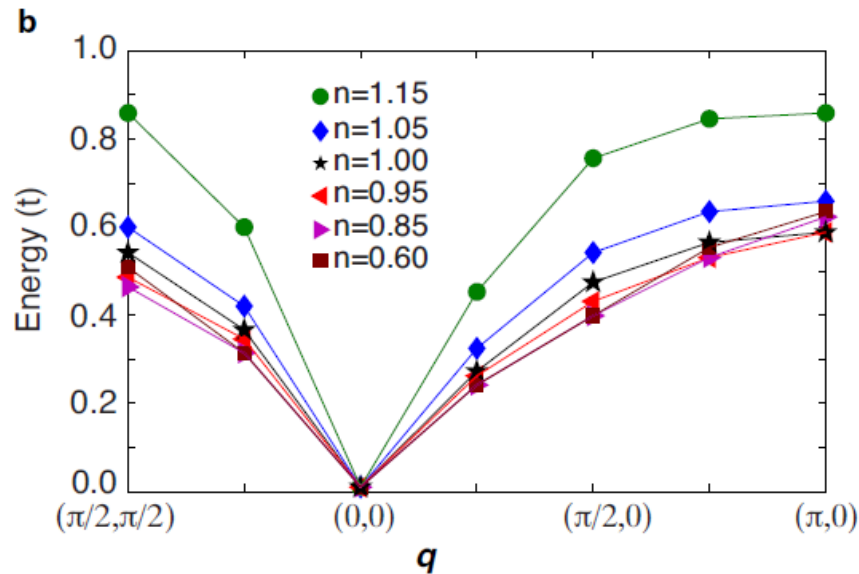 b
1.0
0.8
0.6
0.4
0.2
0.0
Energy (t)
n=1.15
n=1.05
n=1.00
n=0.95
n=0.85
n=0.60
(π/2,π/2) (0,0) (π/2,0) (π,0)
q